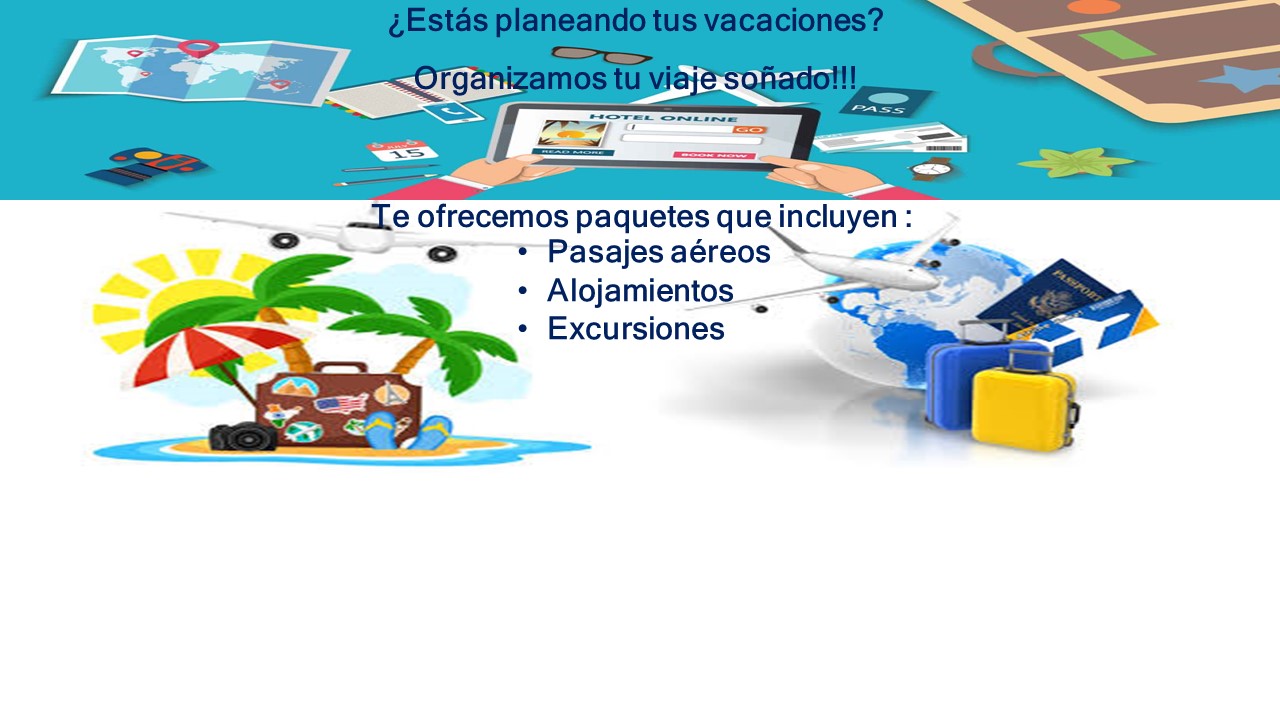 ¿Estás planeando tus vacaciones?
Organizamos tu viaje soñado!!!
PASS
HOTEL ONLINE
GO
READ MORE
BOOK NOW
15
Te ofrecemos paquetes que incluyen :
• Pasajes aéreos
• Alojamientos
• Excursiones
PASSPORT